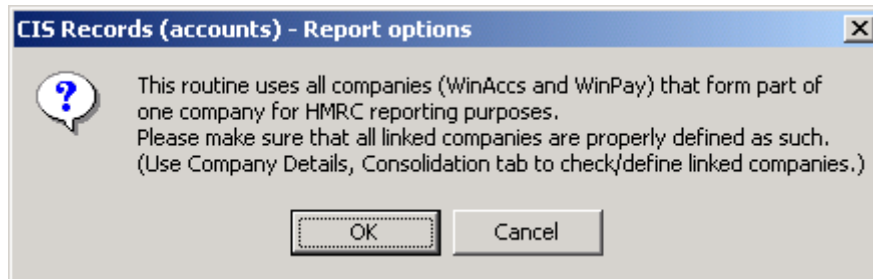 CIS Records (accounts) - Report options
This routine uses all companies (WinAccs and WinPay) that form part of
one company for HMRC reporting purposes.
Please make sure that all linked companies are properly defined as such.
(Use Company Details, Consolidation tab to check/define linked companies.)
OK
Cancel